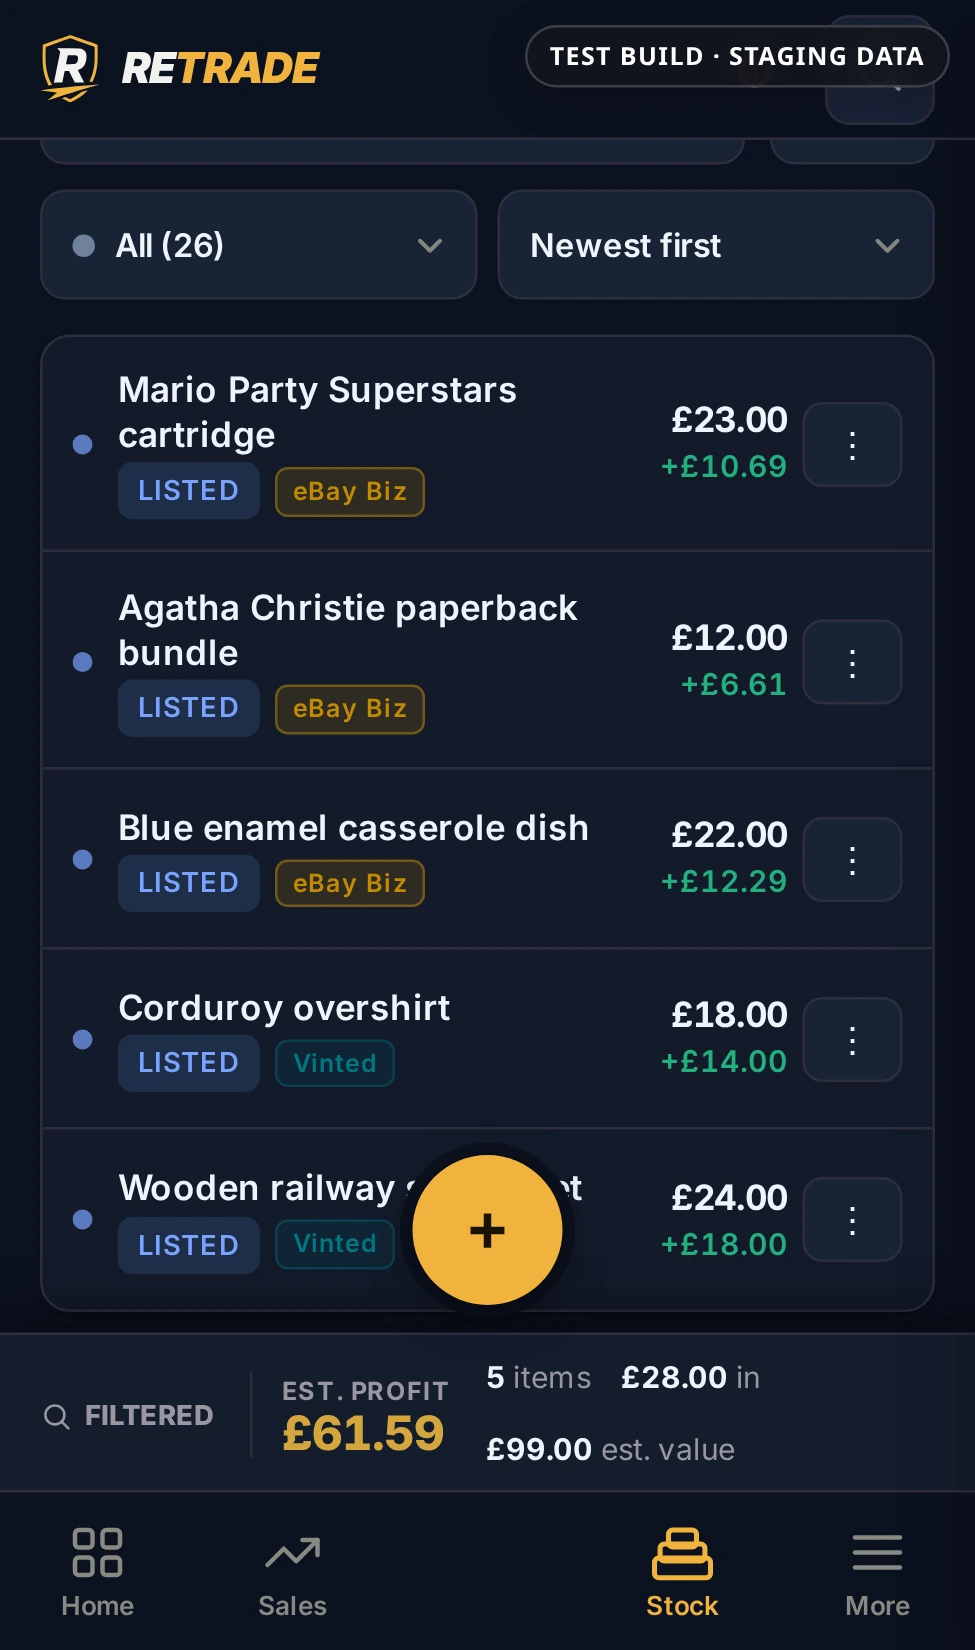 RETRADE
TEST BUILD · STAGING DATA
All (26)
Newest first
Mario Party Superstars
cartridge
LISTED
eBay Biz
£23.00
+£10.69
Agatha Christie paperback
bundle
LISTED
eBay Biz
£12.00
+£6.61
Blue enamel casserole dish
LISTED
eBay Biz
£22.00
+£12.29
Corduroy overshirt
LISTED
Vinted
£18.00
+£14.00
Wooden railway
LISTED
Vinted
£24.00
+£18.00
+
FILTERED
EST. PROFIT
£61.59
5 items £28.00 in
£99.00 est. value
Home
Sales
Stock
More